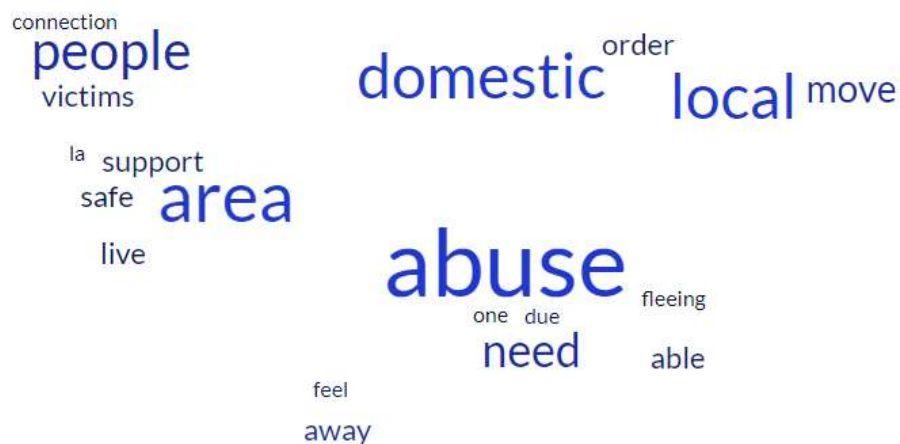 connection
people
victims
domestic
order
local
move
la
support
safe
area
live
abuse
fleeing
one
due
need
able
feel
away